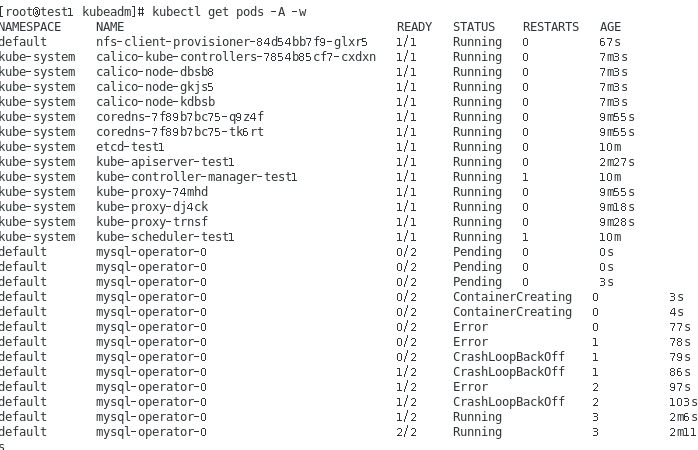 [root@test1 kubeadm]# kubectl get pods -A -w
NAMESPACE NAME READY STATUS RESTARTS AGE
default nfs-client-provisioner-84d54bb7f9-glxr5 1/1 Running 0 67s
kube-system calico-kube-controllers-7854b85cf7-cxdxn 1/1 Running 0 7m3s
kube-system calico-node-dbsb8 1/1 Running 0 7m3s
kube-system calico-node-gkjs5 1/1 Running 0 7m3s
kube-system calico-node-kdbsb 1/1 Running 0 7m3s
kube-system coredns-7f89b7bc75-q9z4f 1/1 Running 0 9m55s
kube-system coredns-7f89b7bc75-tk6rt 1/1 Running 0 9m55s
kube-system etcd-test1 1/1 Running 0 10m
kube-system kube-apiserver-test1 1/1 Running 0 2m27s
kube-system kube-controller-manager-test1 1/1 Running 1 10m
kube-system kube-proxy-74mhd 1/1 Running 0 9m55s
kube-system kube-proxy-dj4ck 1/1 Running 0 9m18s
kube-system kube-proxy-trnsf 1/1 Running 0 9m28s
kube-system kube-scheduler-test1 1/1 Running 1 10m
default mysql-operator-0 0/2 Pending 0 0s
default mysql-operator-0 0/2 Pending 0 0s
default mysql-operator-0 0/2 Pending 0 3s
default mysql-operator-0 0/2 ContainerCreating 0 3s
default mysql-operator-0 0/2 ContainerCreating 0 4s
default mysql-operator-0 0/2 Error 0 77s
default mysql-operator-0 0/2 Error 1 78s
default mysql-operator-0 0/2 CrashLoopBackOff 1 79s
default mysql-operator-0 1/2 CrashLoopBackOff 1 86s
default mysql-operator-0 1/2 Error 2 97s
default mysql-operator-0 1/2 CrashLoopBackOff 2 103s
default mysql-operator-0 1/2 Running 3 2m6s
default mysql-operator-0 2/2 Running 3 2m11
s